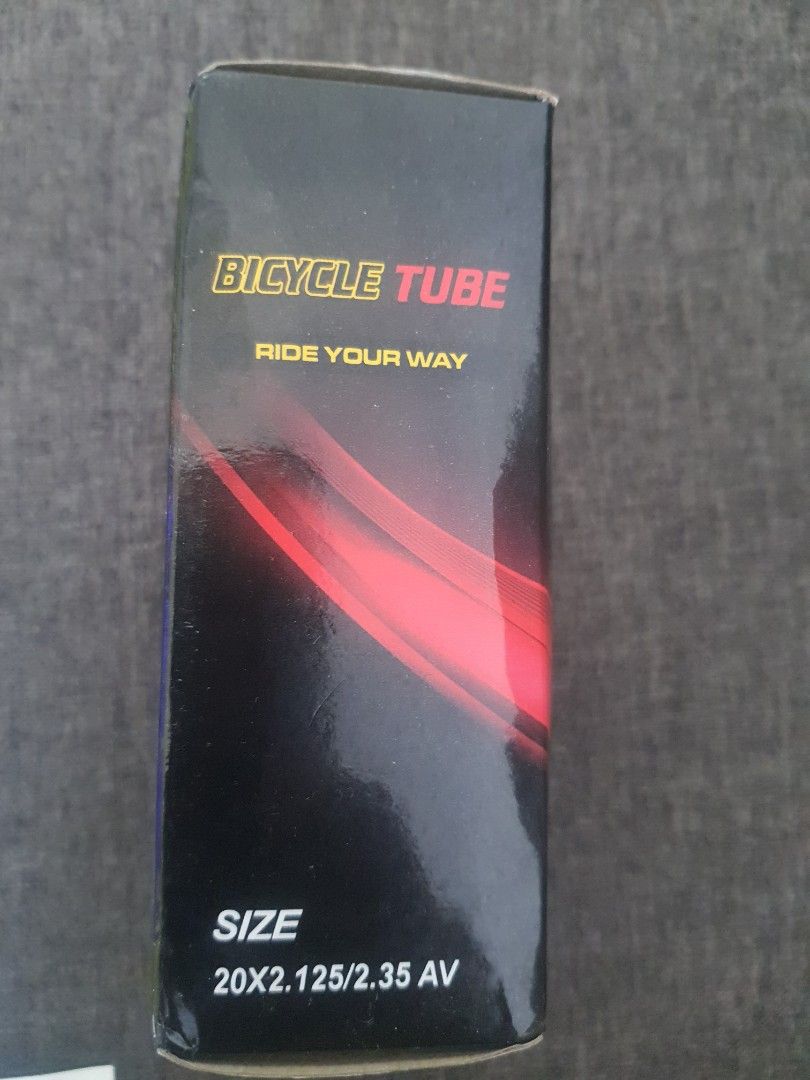 BICYCLE TUBE
RIDE YOUR WAY
SIZE
20X2.125/2.35 AV